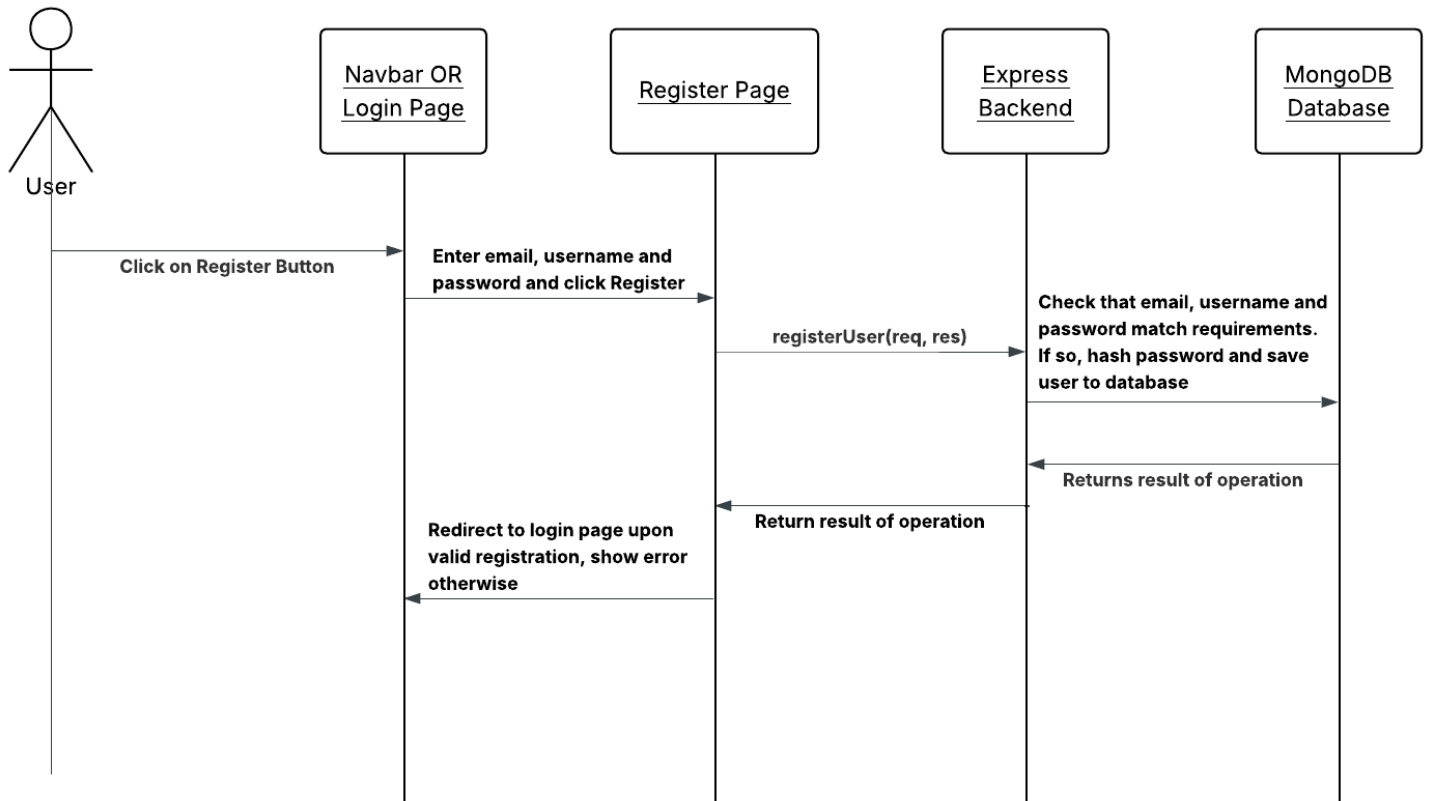 User
Navbar OR
Login Page
Register Page
Express
Backend
MongoDB
Database
Click on Register Button
Enter email, username and
password and click Register
registerUser(req, res)
Check that email, username and
password match requirements.
If so, hash password and save
user to database
Returns result of operation
Return result of operation
Redirect to login page upon
valid registration, show error
otherwise